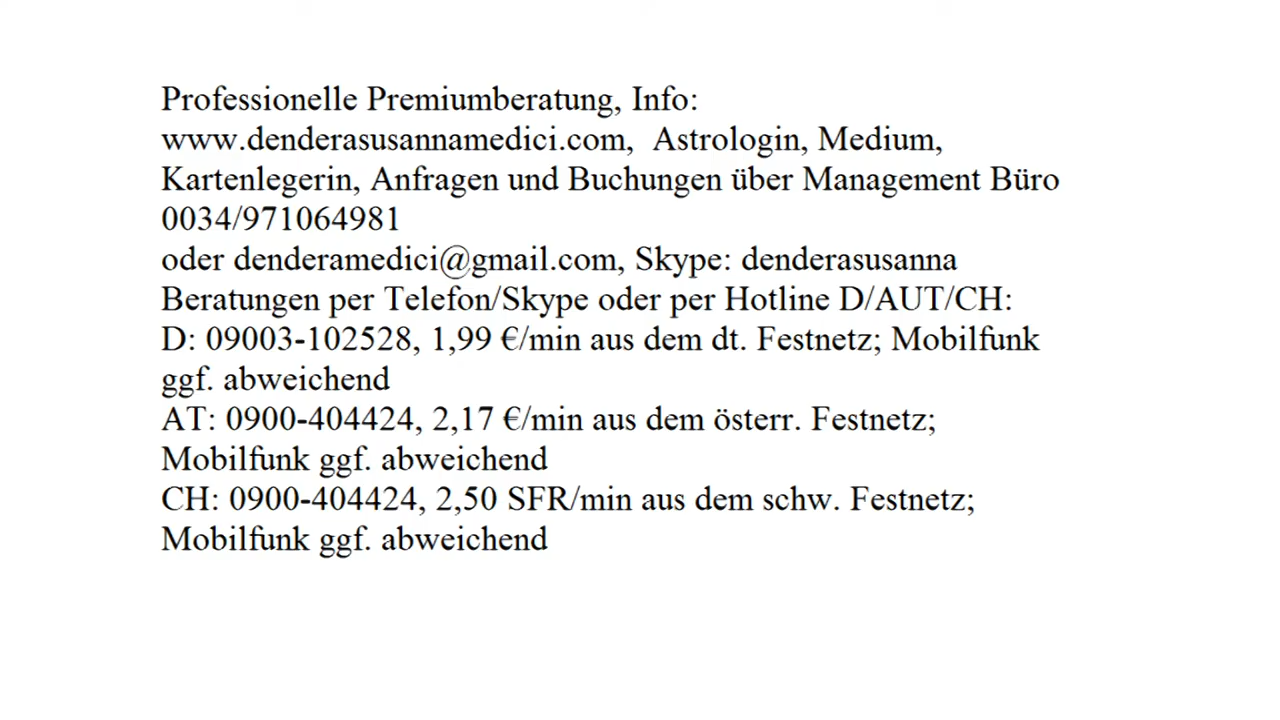 Professionelle Premiumberatung, Info:
www.denderasusannamedici.com,  Astrologin, Medium,
Kartenlegerin, Anfragen und Buchungen über Management Büro
0034/971064981
oder denderamedici@gmail.com, Skype: denderasusanna
Beratungen per Telefon/Skype oder per Hotline D/AUT/CH:
D: 09003-102528, 1,99 €/min aus dem dt. Festnetz; Mobilfunk
ggf. abweichend
AT: 0900-404424, 2,17 €/min aus dem österr. Festnetz;
Mobilfunk ggf. abweichend
CH: 0900-404424, 2,50 SFR/min aus dem schw. Festnetz;
Mobilfunk ggf. abweichend